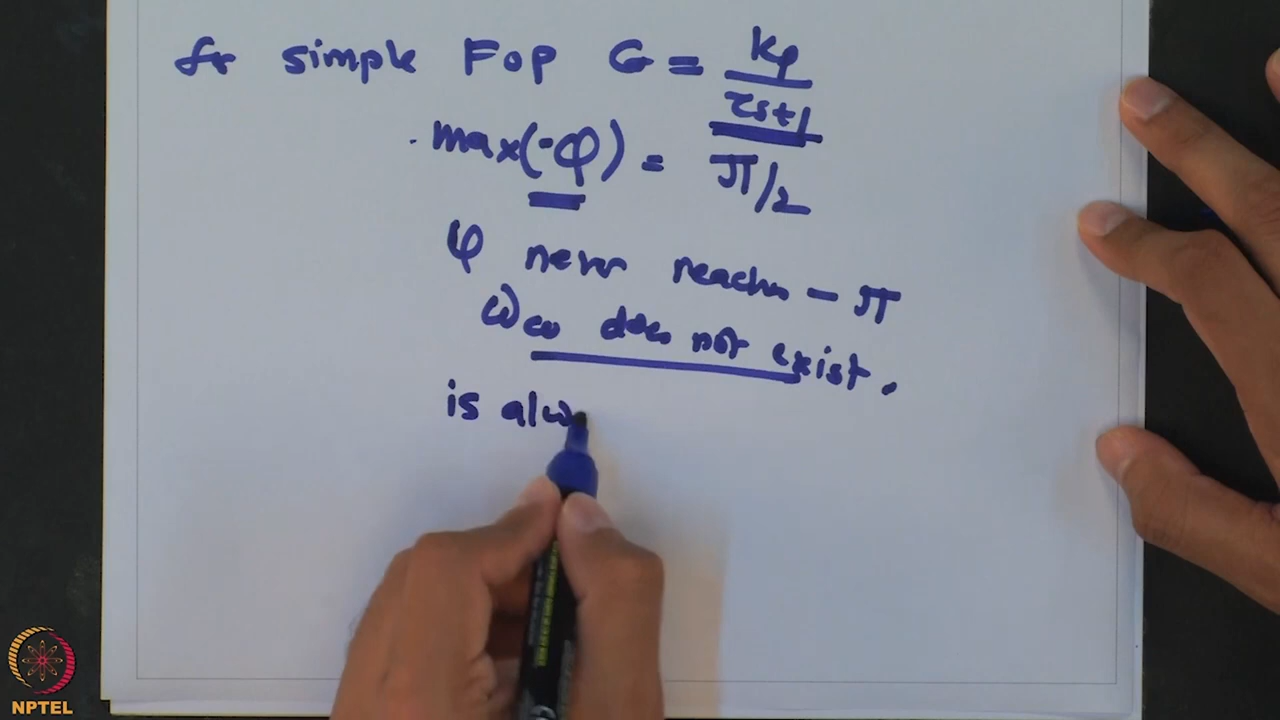 for simple FOP G = Kp / τs+1
max(-φ) = π/2
φ never reaches - π
ωco does not exist.
is alw
NPTEL